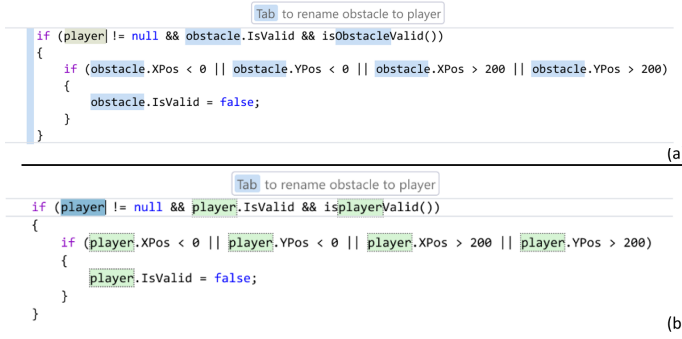 Tab to rename obstacle to player
if (player != null && obstacle.IsValid && isObstacleValid())
{
if (obstacle.XPos < 0 || obstacle.YPos < 0 || obstacle.XPos > 200 || obstacle.YPos > 200)
{
obstacle.IsValid = false;
}
}
(a
Tab to rename obstacle to player
if (player != null && player.IsValid && isplayerValid())
{
if (player.XPos < 0 || player.YPos < 0 || player.XPos > 200 || player.YPos > 200)
{
player.IsValid = false;
}
}
(b